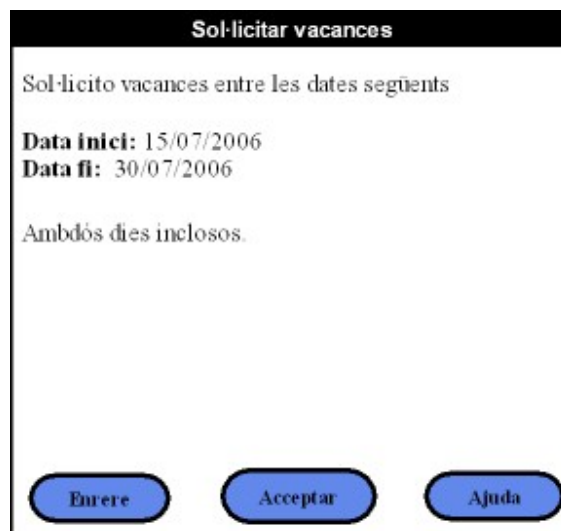 Sol·licitar vacances
Sol·licito vacances entre les dates següents
Data inici: 15/07/2006
Data fi: 30/07/2006
Ambdós dies inclosos.
Enrere Acceptar Ajuda